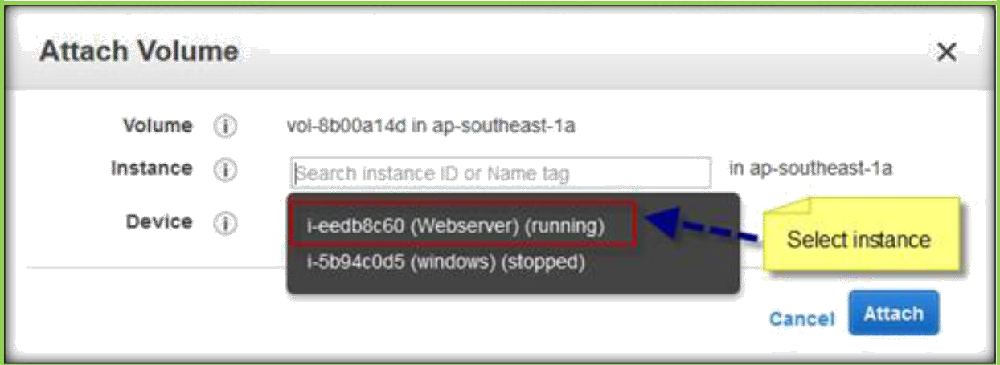 Attach Volume
Volume i vol-8b00a14d in ap-southeast-1a
Instance i Search instance ID or Name tag in ap-southeast-1a
Device i i-eedb8c60 (Webserver) (running)
i-5b94c0d5 (windows) (stopped)
Select instance
Cancel Attach